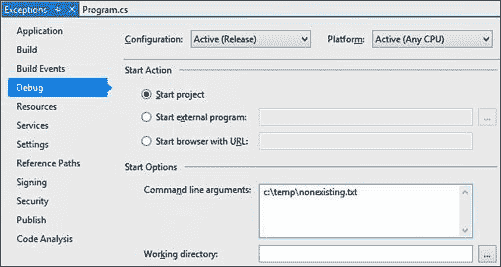 Exceptions Program.cs
Application
Build
Build Events
Debug
Resources
Services
Settings
Reference Paths
Signing
Security
Publish
Code Analysis
Configuration: Active (Release) Platform: Active (Any CPU)
Start Action
Start project
Start external program: ...
Start browser with URL:
Start Options
Command line arguments: c:\temp\nonexisting.txt
Working directory: ...